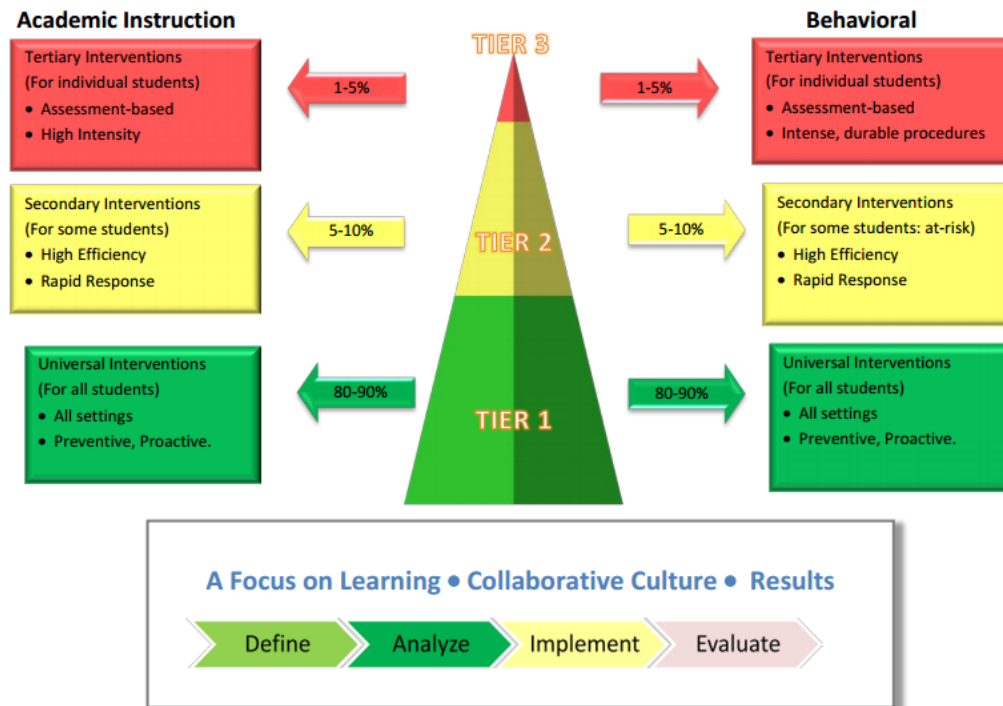 Academic Instruction
Tertiary Interventions
(For individual students)
• Assessment-based
• High Intensity
1-5%
Secondary Interventions
(For some students)
• High Efficiency
• Rapid Response
5-10%
Universal Interventions
(For all students)
• All settings
• Preventive, Proactive.
80-90%
TIER 3
TIER 2
TIER 1
Behavioral
1-5%
Tertiary Interventions
(For individual students)
• Assessment-based
• Intense, durable procedures
5-10%
Secondary Interventions
(For some students: at-risk)
• High Efficiency
• Rapid Response
80-90%
Universal Interventions
(For all students)
• All settings
• Preventive, Proactive.
A Focus on Learning • Collaborative Culture • Results
Define
Analyze
Implement
Evaluate